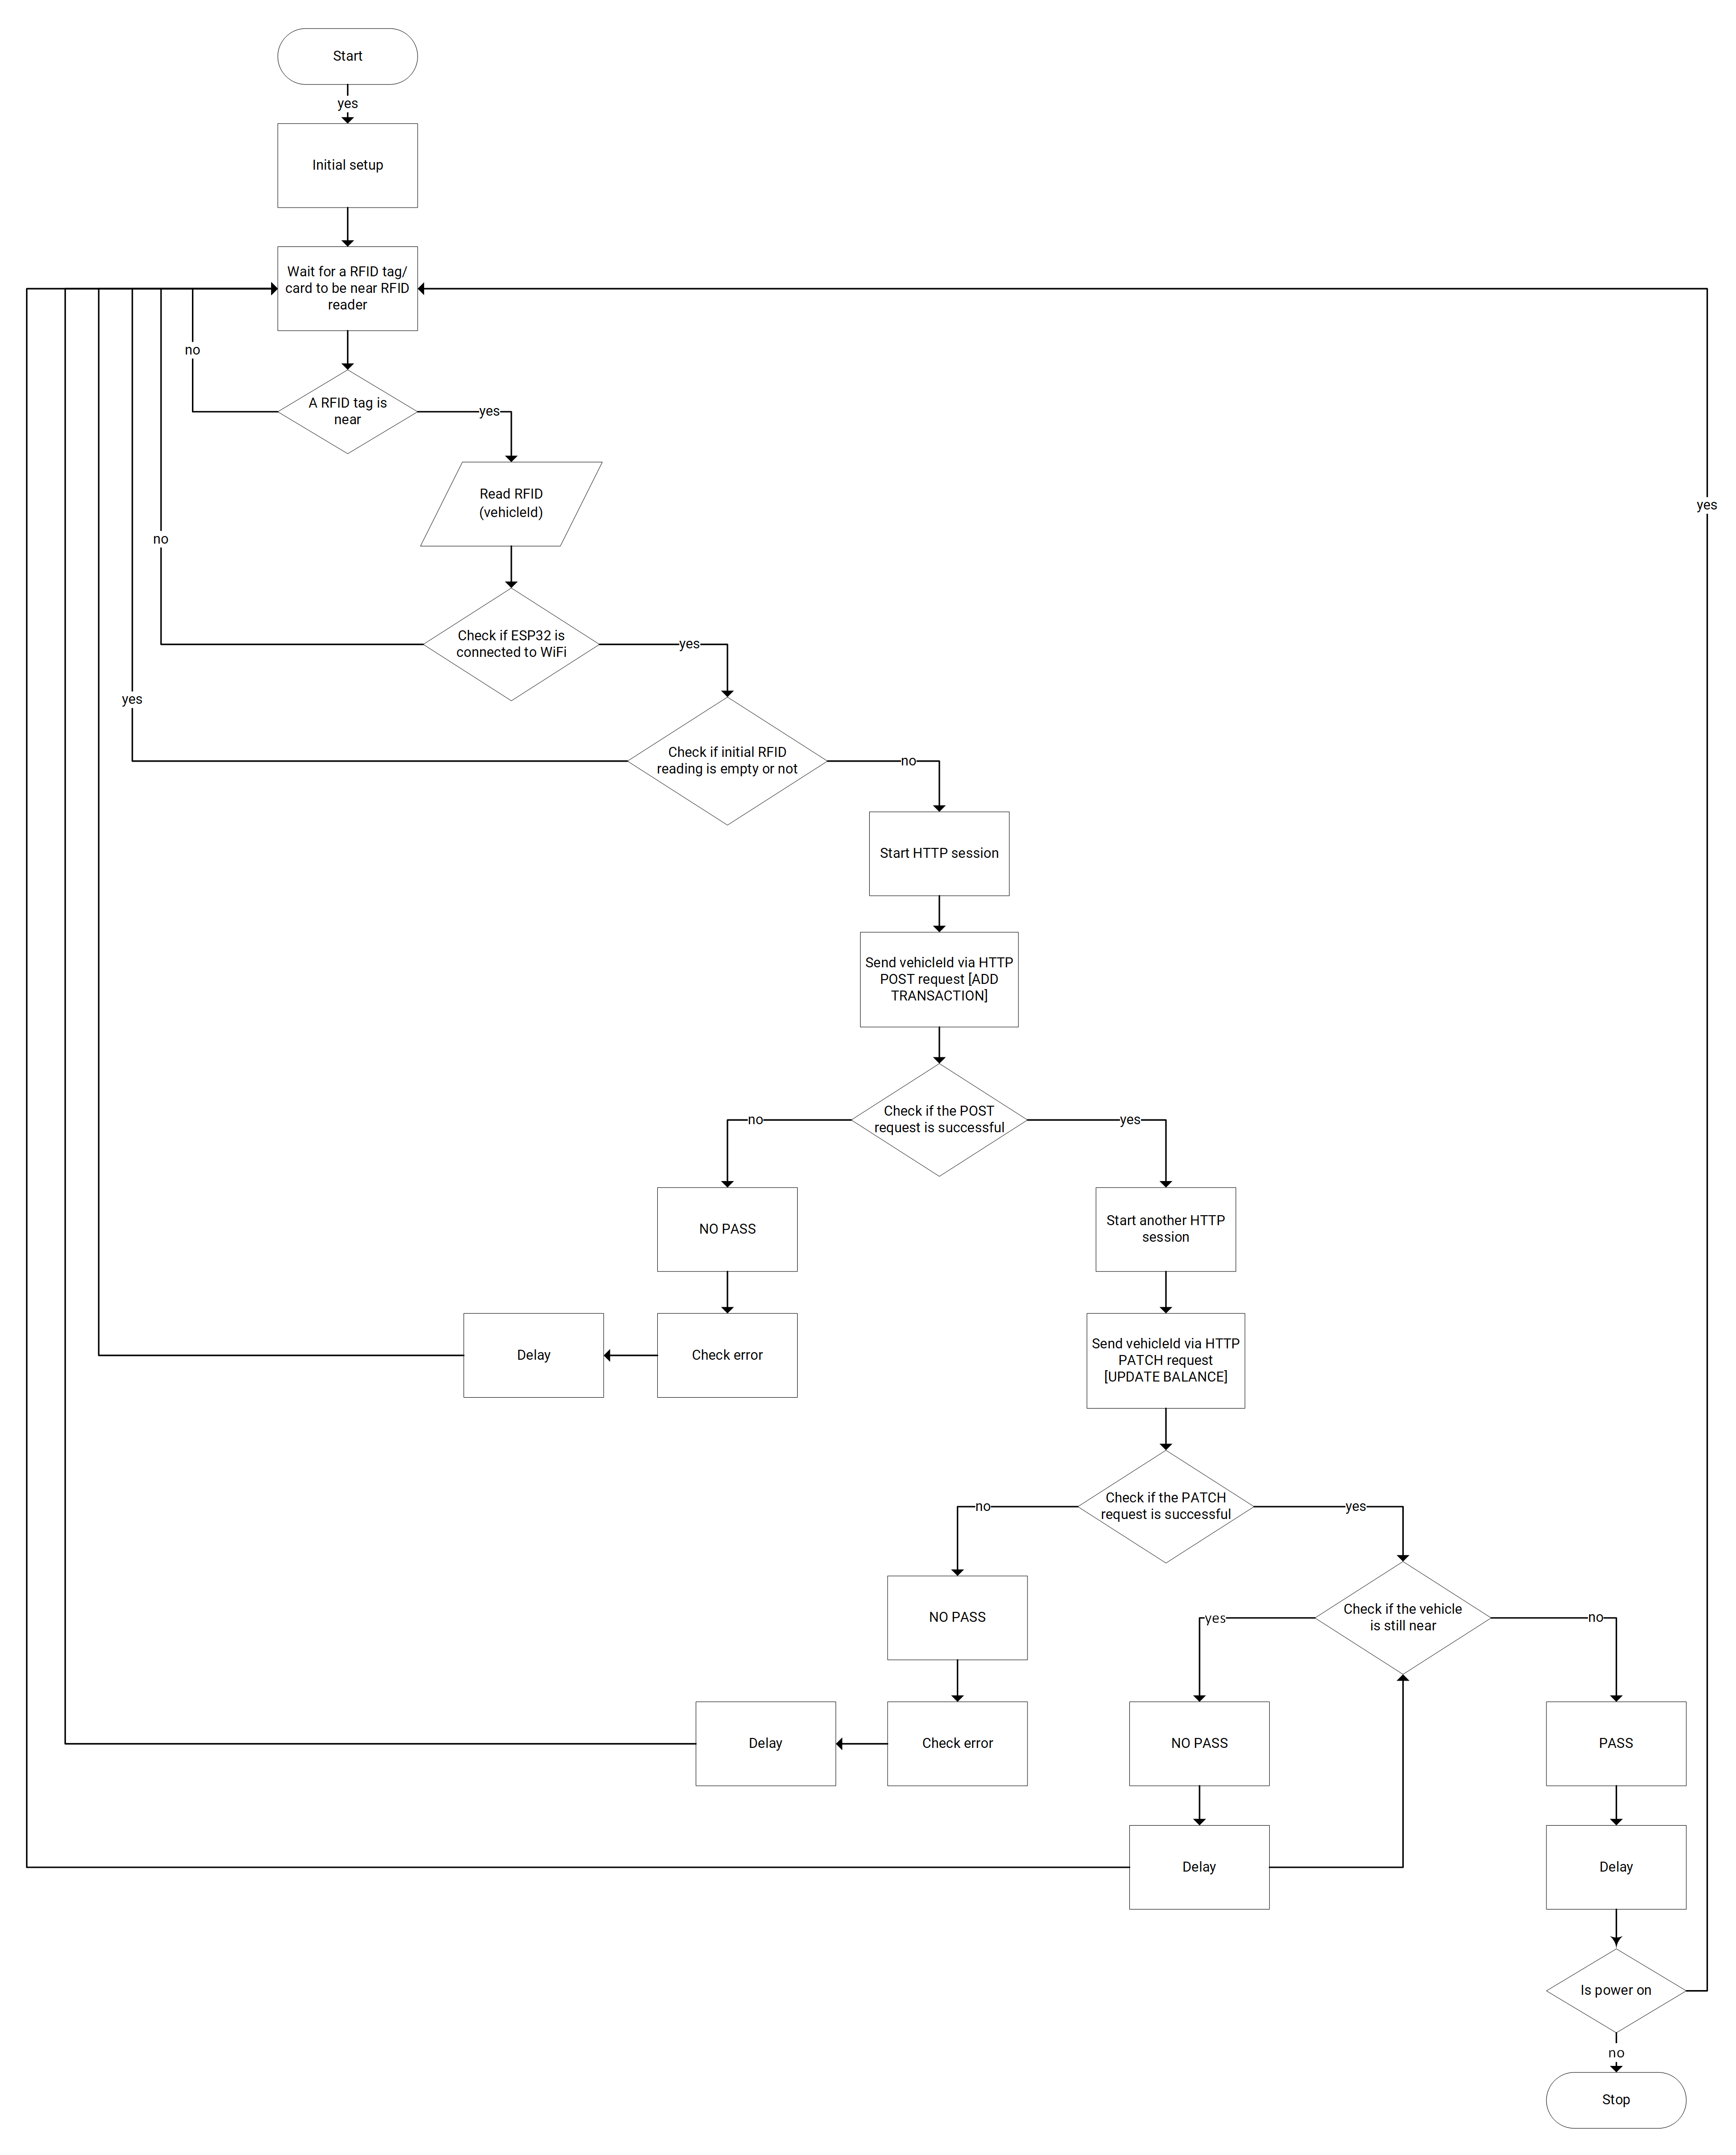 Start
yes
Initial setup
Wait for a RFID tag/
card to be near RFID
reader
no
A RFID tag is
near
yes
Read RFID
(vehicleId)
yes
no
Check if ESP32 is
connected to WiFi
yes
yes
Check if initial RFID
reading is empty or not
no
Start HTTP session
Send vehicleId via HTTP
POST request [ADD
TRANSACTION]
Check if the POST
request is successful
no
yes
NO PASS
Start another HTTP
session
Delay
Check error
Send vehicleId via HTTP
PATCH request
[UPDATE BALANCE]
Check if the PATCH
request is successful
no
yes
NO PASS
Check if the vehicle
is still near
yes
no
Delay
Check error
NO PASS
PASS
Delay
Delay
Is power on
no
Stop